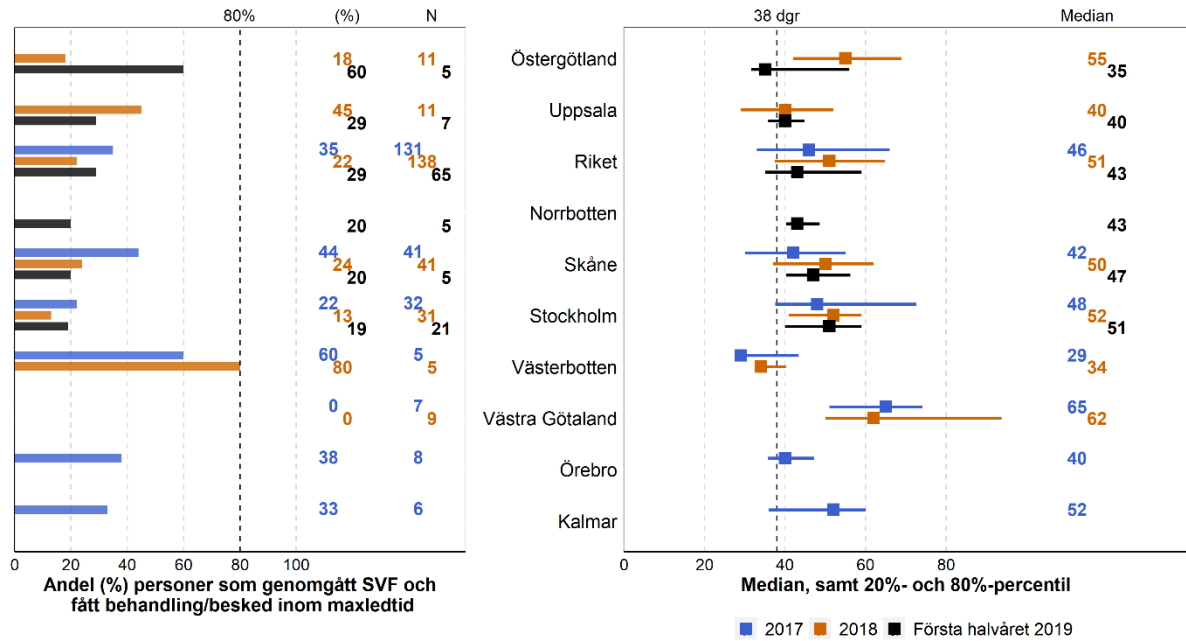 80% (%) N 38 dgr Median
18 11 Östergötland 55
60 5 35
45 11 Uppsala 40
29 7 40
35 131 Riket 46
22 138 51
29 65 43
20 5 Norrbotten 43
44 41 Skåne 42
24 41 50
20 5 47
22 32 Stockholm 48
13 31 52
19 21 51
60 5 Västerbotten 29
80 5 34
0 7 Västra Götaland 65
0 9 62
38 8 Örebro 40
33 6 Kalmar 52
0 20 40 60 80 100 0 20 40 60 80
Andel (%) personer som genomgått SVF och
fått behandling/besked inom maxledtid
Median, samt 20%- och 80%-percentil
2017 2018 Första halvåret 2019